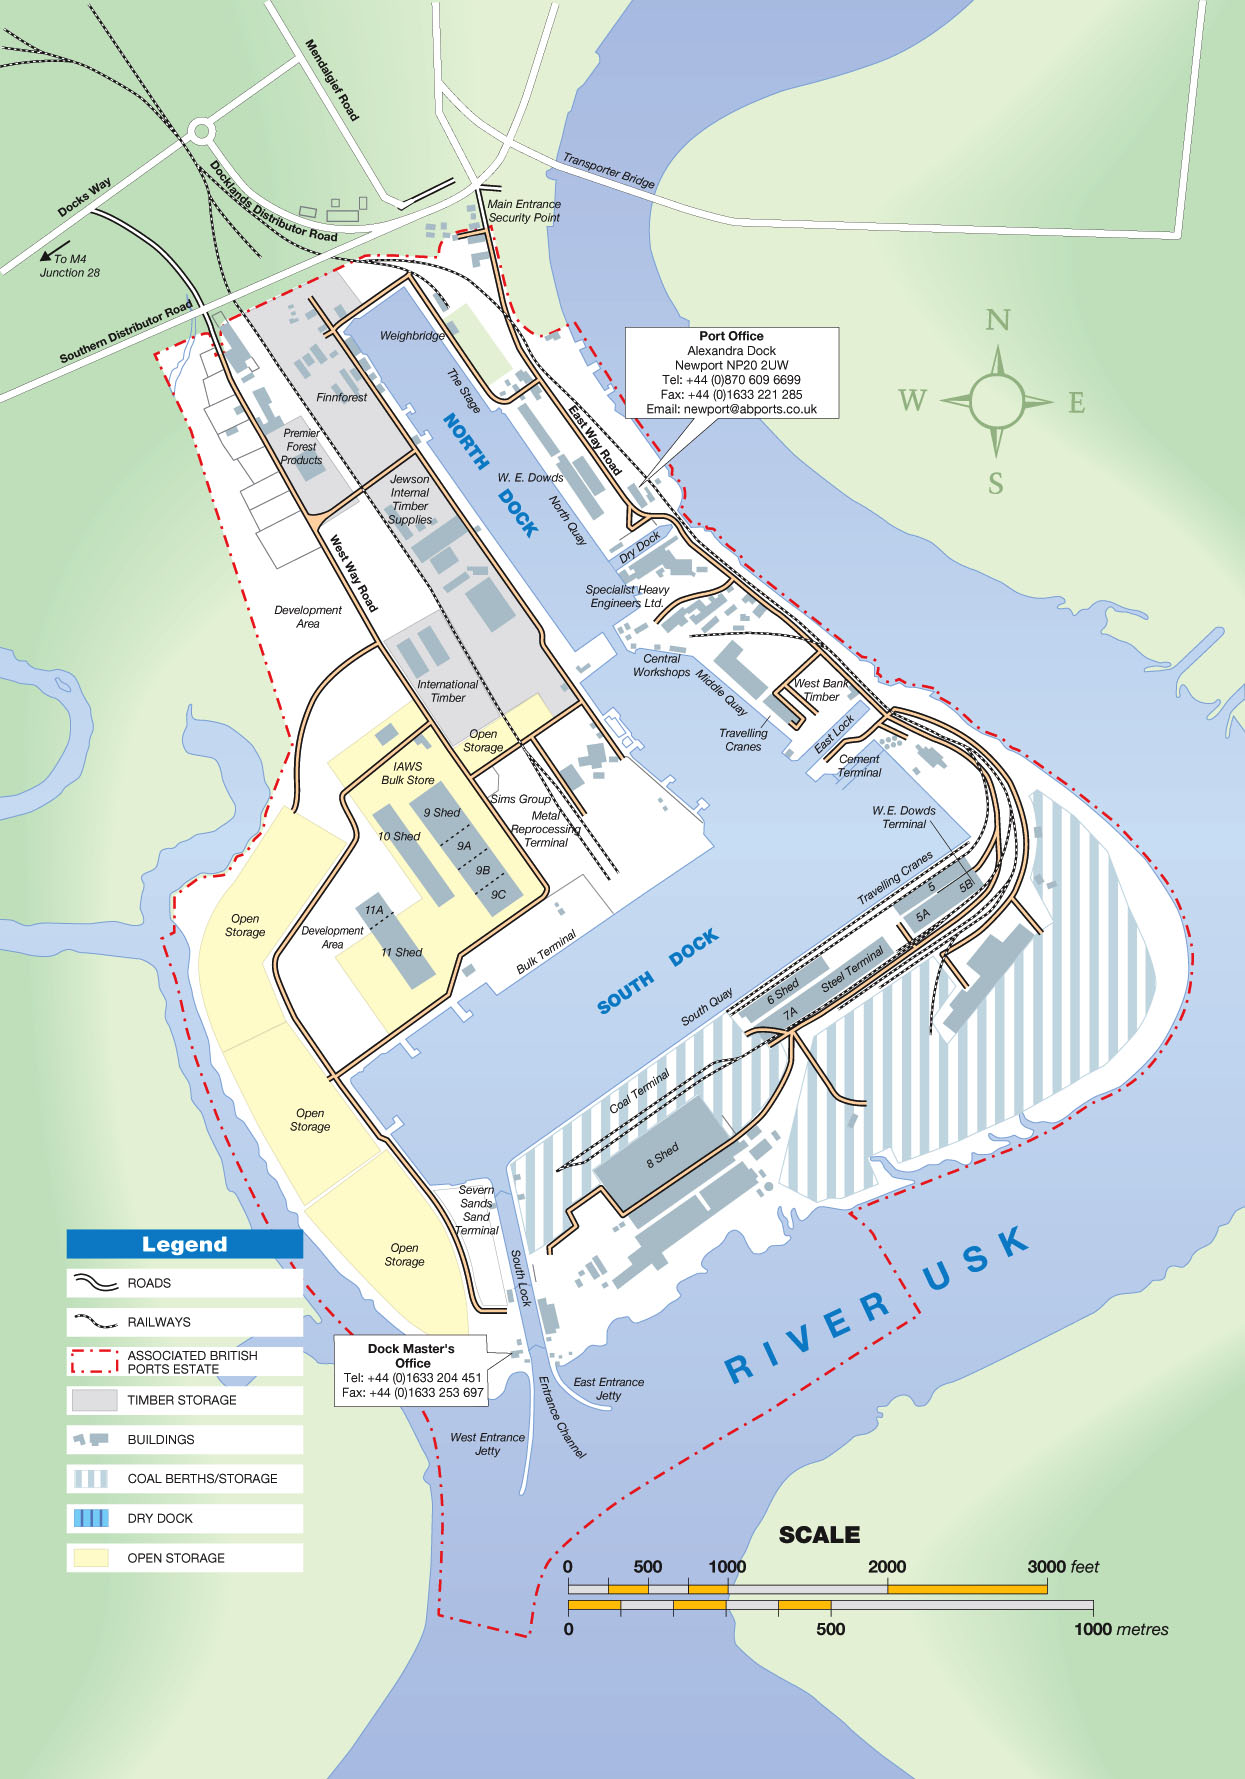 Mendalgief Road
Docks Way
Docklands Distributor Road
Transporter Bridge
Main Entrance
Security Point
To M4
Junction 28
Southern Distributor Road
N
W
E
S
Port Office
Alexandra Dock
Newport NP20 2UW
Tel: +44 (0)870 609 6699
Fax: +44 (0)1633 221 285
Email: newport@abports.co.uk
Weighbridge
The Stage
Finnforest
NORTH
DOCK
East Way Road
Premier
Forest
Products
W. E. Dowds
North Quay
Jewson
Internal
Timber
Supplies
Dry Dock
West Way Road
Specialist Heavy
Engineers Ltd.
Development
Area
Central
Workshops
Middle Quay
West Bank
Timber
International
Timber
Travelling
Cranes
East Lock
Cement
Terminal
Open
Storage
IAWS
Bulk Store
Sims Group
Metal
Reprocessing
Terminal
9 Shed
10 Shed
9A
9B
9C
W.E. Dowds
Terminal
Travelling Cranes
5
5B
5A
11A
11 Shed
Development
Area
Open
Storage
Bulk Terminal
SOUTH DOCK
South Quay
6 Shed
Steel Terminal
7A
Coal Terminal
Open
Storage
8 Shed
Severn
Sands
Sand
Terminal
Open
Storage
South Lock
RIVER USK
Legend
ROADS
RAILWAYS
ASSOCIATED BRITISH
PORTS ESTATE
TIMBER STORAGE
BUILDINGS
COAL BERTHS/STORAGE
DRY DOCK
OPEN STORAGE
Dock Master's
Office
Tel: +44 (0)1633 204 451
Fax: +44 (0)1633 253 697
East Entrance
Jetty
Entrance Channel
West Entrance
Jetty
SCALE
0 500 1000 2000 3000 feet
0 500 1000 metres